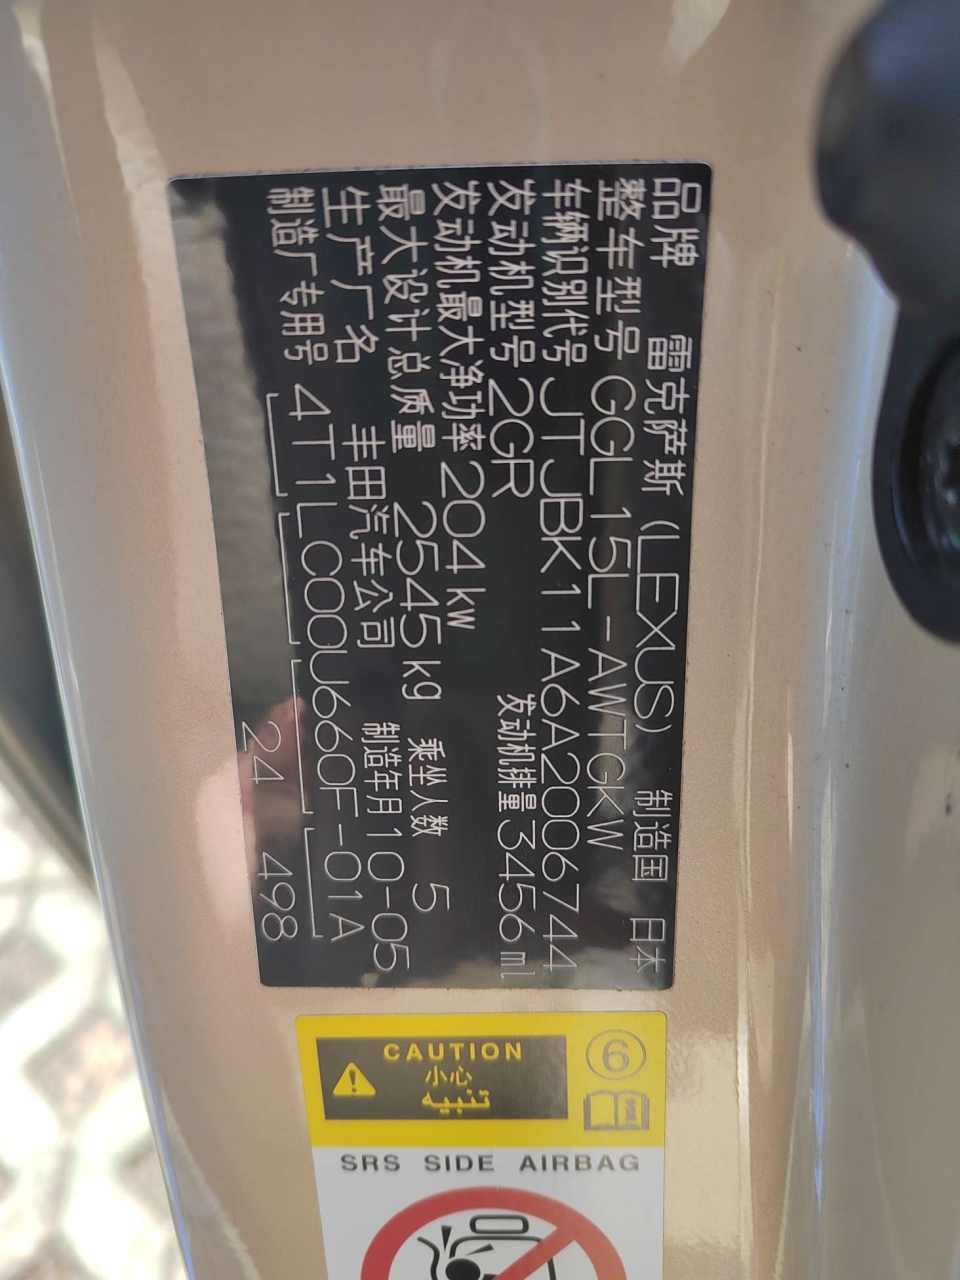 品牌 雷克萨斯(LEXUS) 制造国 日本
整车型号 GGL15L-AWTGKW
车辆识别代号 JTJBK11A6A2006744
发动机型号 2GR 发动机排量 3456ml
发动机最大净功率 204kw
最大设计总质量 2545kg 乘坐人数 5
生产厂名 丰田汽车公司 制造年月 10-05
制造厂专用号 4T1LC00U660F-01A
24 498
CAUTION
小心
تنبيه
6
SRS SIDE AIRBAG